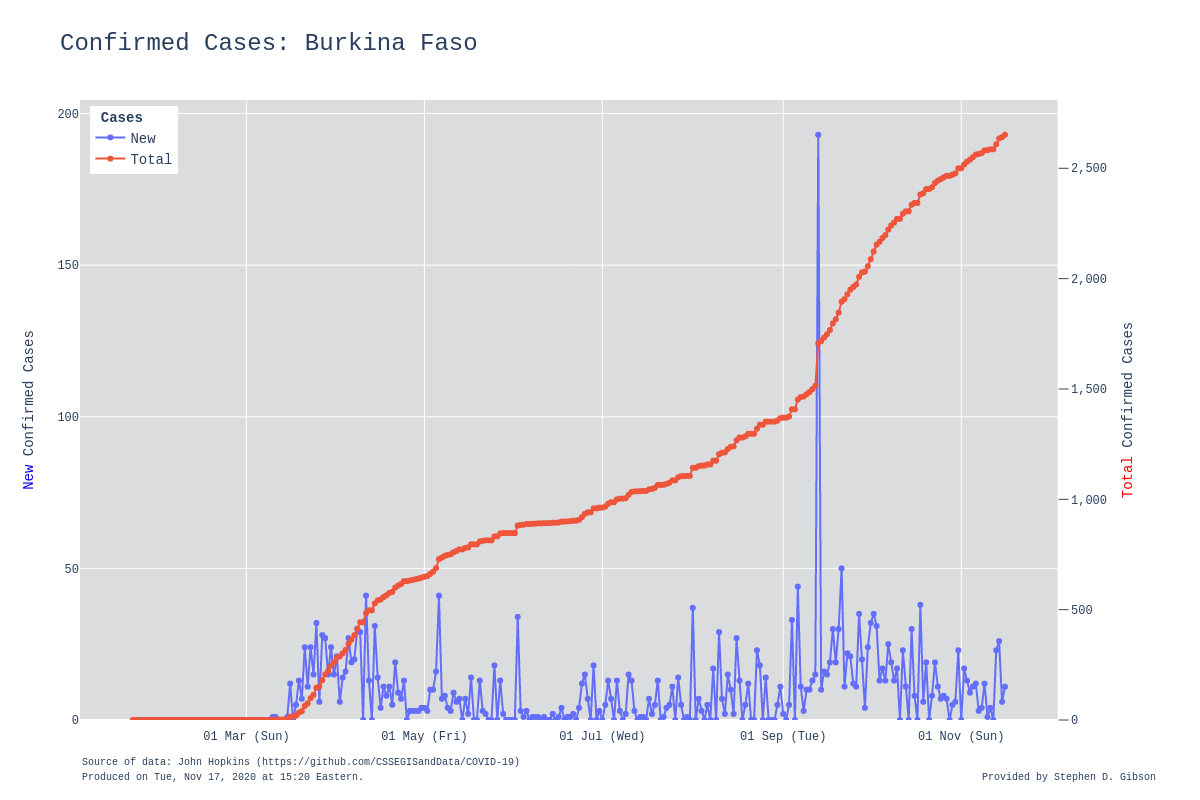 Confirmed Cases: Burkina Faso
Cases
New
Total
200
150
100
50
0
2,500
2,000
1,500
1,000
500
0
New Confirmed Cases
Total Confirmed Cases
01 Mar (Sun)
01 May (Fri)
01 Jul (Wed)
01 Sep (Tue)
01 Nov (Sun)
Source of data: John Hopkins (https://github.com/CSSEGISandData/COVID-19)
Produced on Tue, Nov 17, 2020 at 15:20 Eastern.
Provided by Stephen D. Gibson